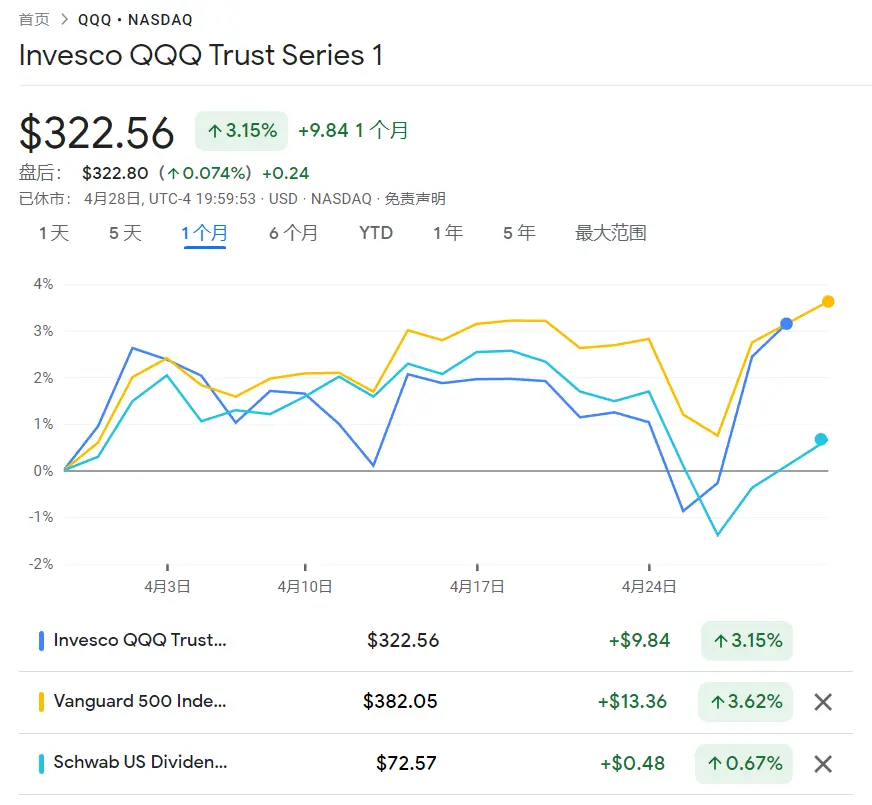 首页 > QQQ • NASDAQ
Invesco QQQ Trust Series 1
$322.56 ↑3.15% +9.84 1 个月
盘后： $322.80 (↑0.074%) +0.24
已休市： 4月28日, UTC-4 19:59:53 · USD · NASDAQ · 免责声明
1 天 5 天 1 个月 6 个月 YTD 1 年 5 年 最大范围
4%
3%
2%
1%
0%
-1%
-2%
4月3日 4月10日 4月17日 4月24日
Invesco QQQ Trust... $322.56 +$9.84 ↑3.15%
Vanguard 500 Inde... $382.05 +$13.36 ↑3.62%
Schwab US Dividen... $72.57 +$0.48 ↑0.67%